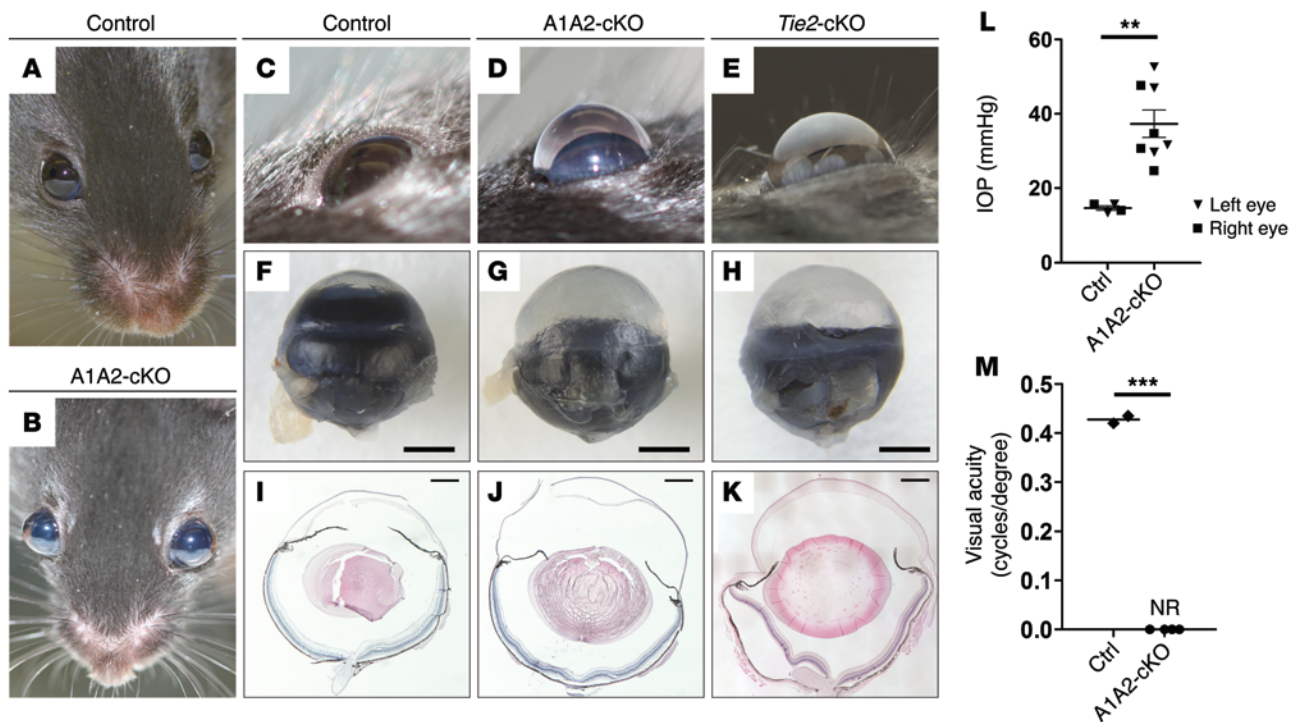 Control
A
A1A2-cKO
B
Control
A1A2-cKO
Tie2-cKO
C
D
E
F
G
H
I
J
K
L
**
60
40
20
0
IOP (mmHg)
Ctrl
A1A2-cKO
Left eye
Right eye
M
***
0.5
0.4
0.3
0.2
0.1
0.0
Visual acuity
(cycles/degree)
NR
Ctrl
A1A2-cKO